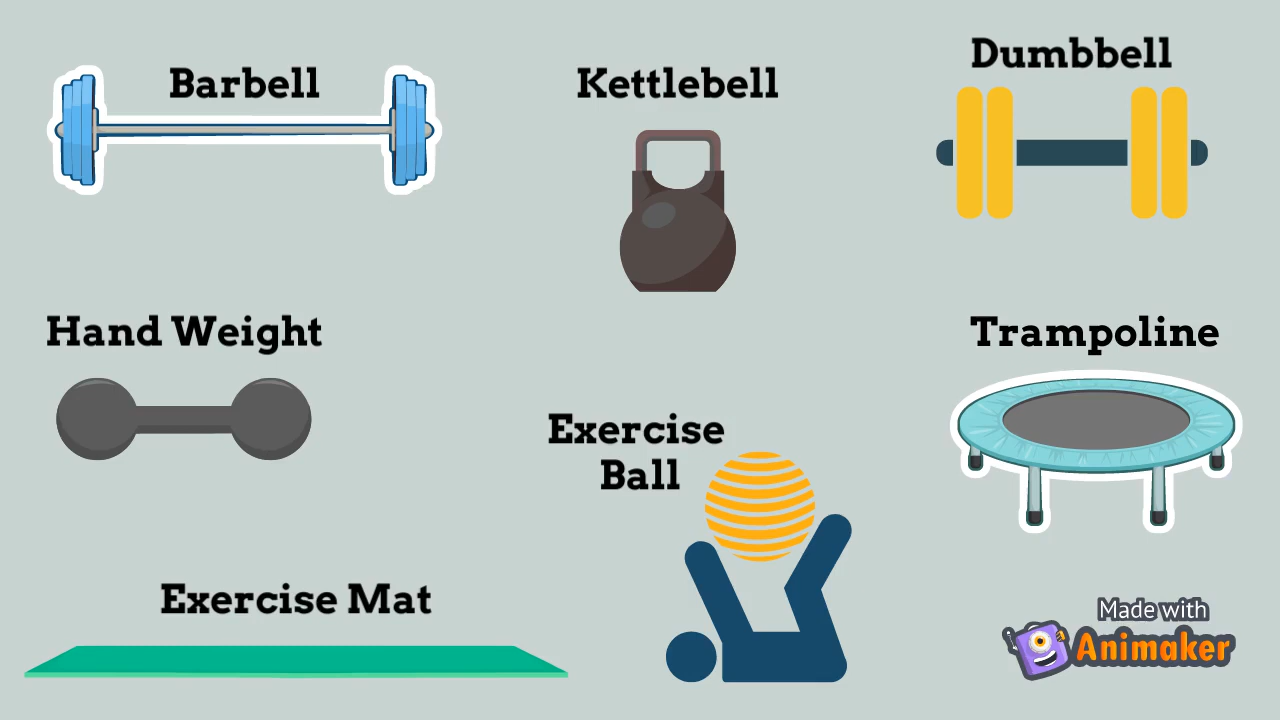 Barbell
Kettlebell
Dumbbell
Hand Weight
Trampoline
Exercise
Ball
Exercise Mat
Made with
Animaker